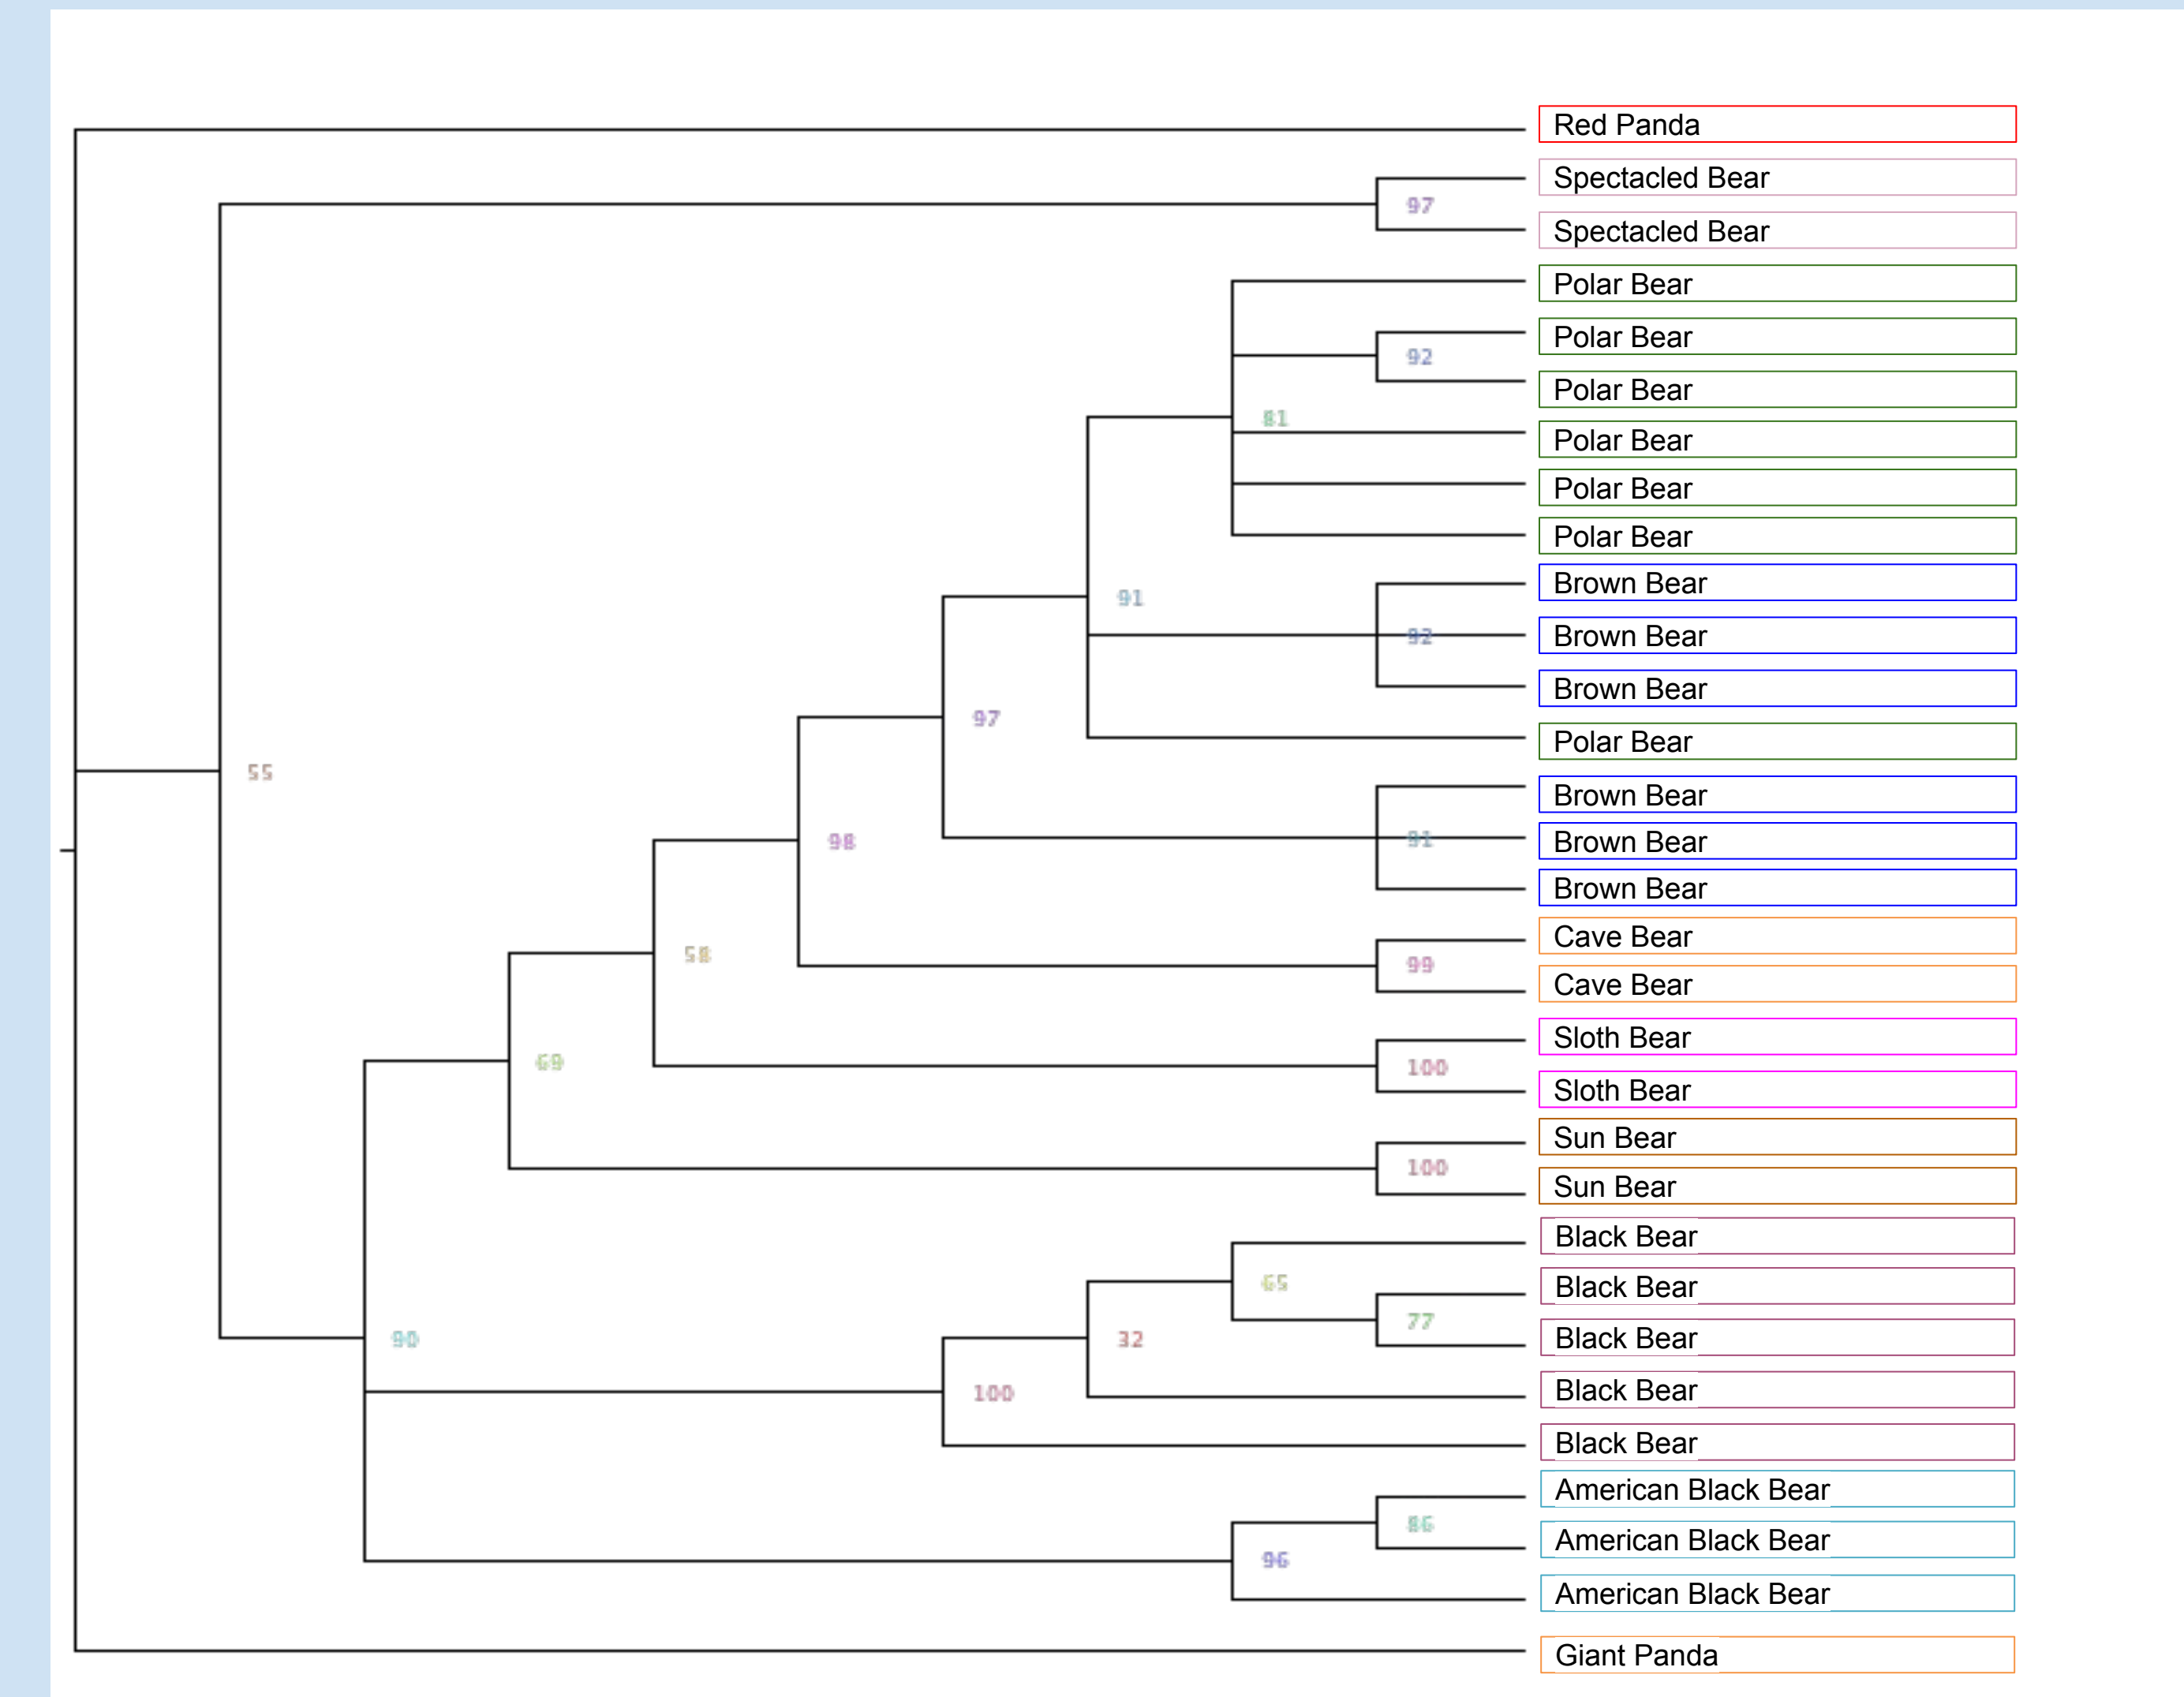 Red Panda
Spectacled Bear
97
Spectacled Bear
Polar Bear
Polar Bear
92
Polar Bear
81
Polar Bear
Polar Bear
Polar Bear
Brown Bear
91
Brown Bear
92
Brown Bear
97
Polar Bear
55
Brown Bear
98
Brown Bear
91
Brown Bear
Cave Bear
58
99
Cave Bear
Sloth Bear
69
100
Sloth Bear
Sun Bear
100
Sun Bear
Black Bear
65
Black Bear
77
90
32
Black Bear
100
Black Bear
Black Bear
American Black Bear
86
American Black Bear
96
American Black Bear
Giant Panda